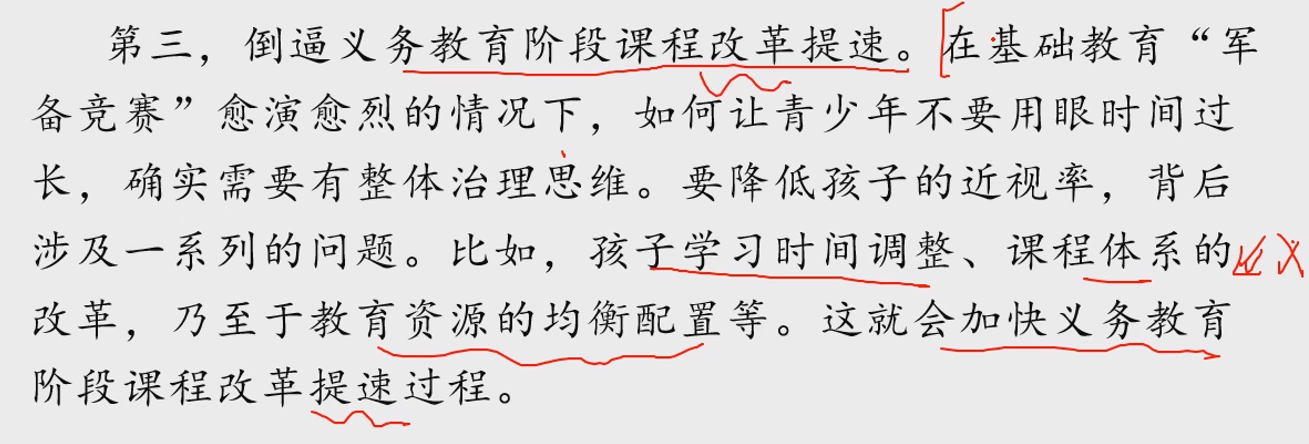 第三，倒逼义务教育阶段课程改革提速。在基础教育“军
备竞赛”愈演愈烈的情况下，如何让青少年不要用眼时间过
长，确实需要有整体治理思维。要降低孩子的近视率，背后
涉及一系列的问题。比如，孩子学习时间调整、课程体系的
改革，乃至于教育资源的均衡配置等。这就会加快义务教育
阶段课程改革提速过程。